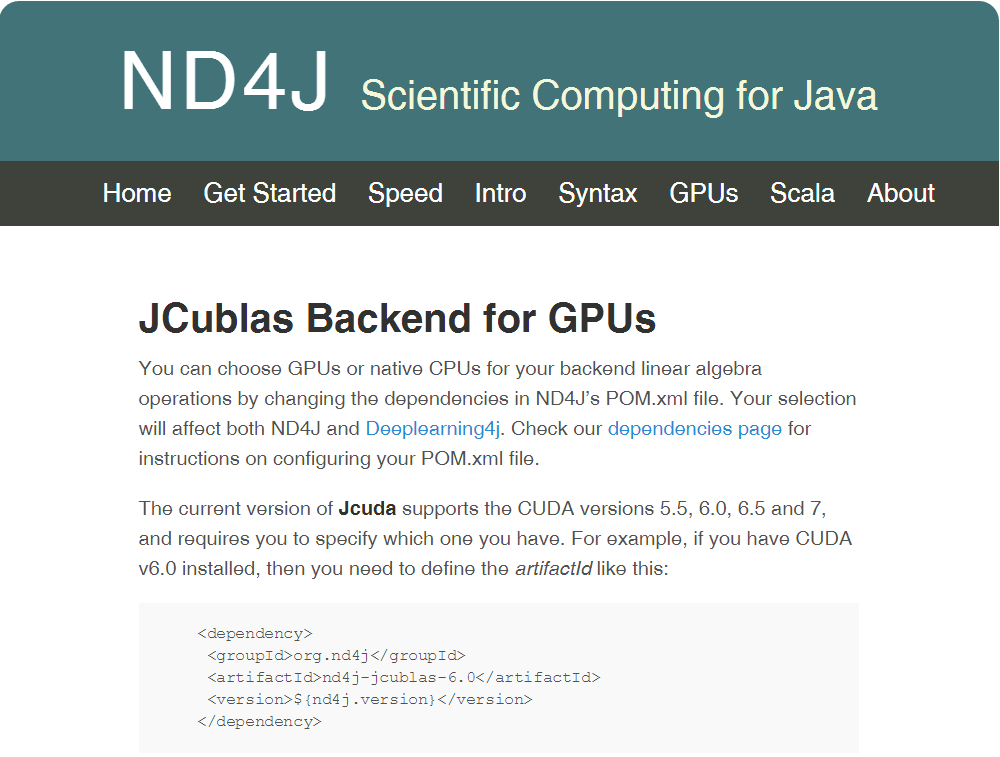 ND4J Scientific Computing for Java
Home Get Started Speed Intro Syntax GPUs Scala About
JCublas Backend for GPUs
You can choose GPUs or native CPUs for your backend linear algebra
operations by changing the dependencies in ND4J’s POM.xml file. Your selection
will affect both ND4J and Deeplearning4j. Check our dependencies page for
instructions on configuring your POM.xml file.
The current version of Jcuda supports the CUDA versions 5.5, 6.0, 6.5 and 7,
and requires you to specify which one you have. For example, if you have CUDA
v6.0 installed, then you need to define the artifactId like this:
<dependency>
<groupId>org.nd4j</groupId>
<artifactId>nd4j-jcublas-6.0</artifactId>
<version>${nd4j.version}</version>
</dependency>